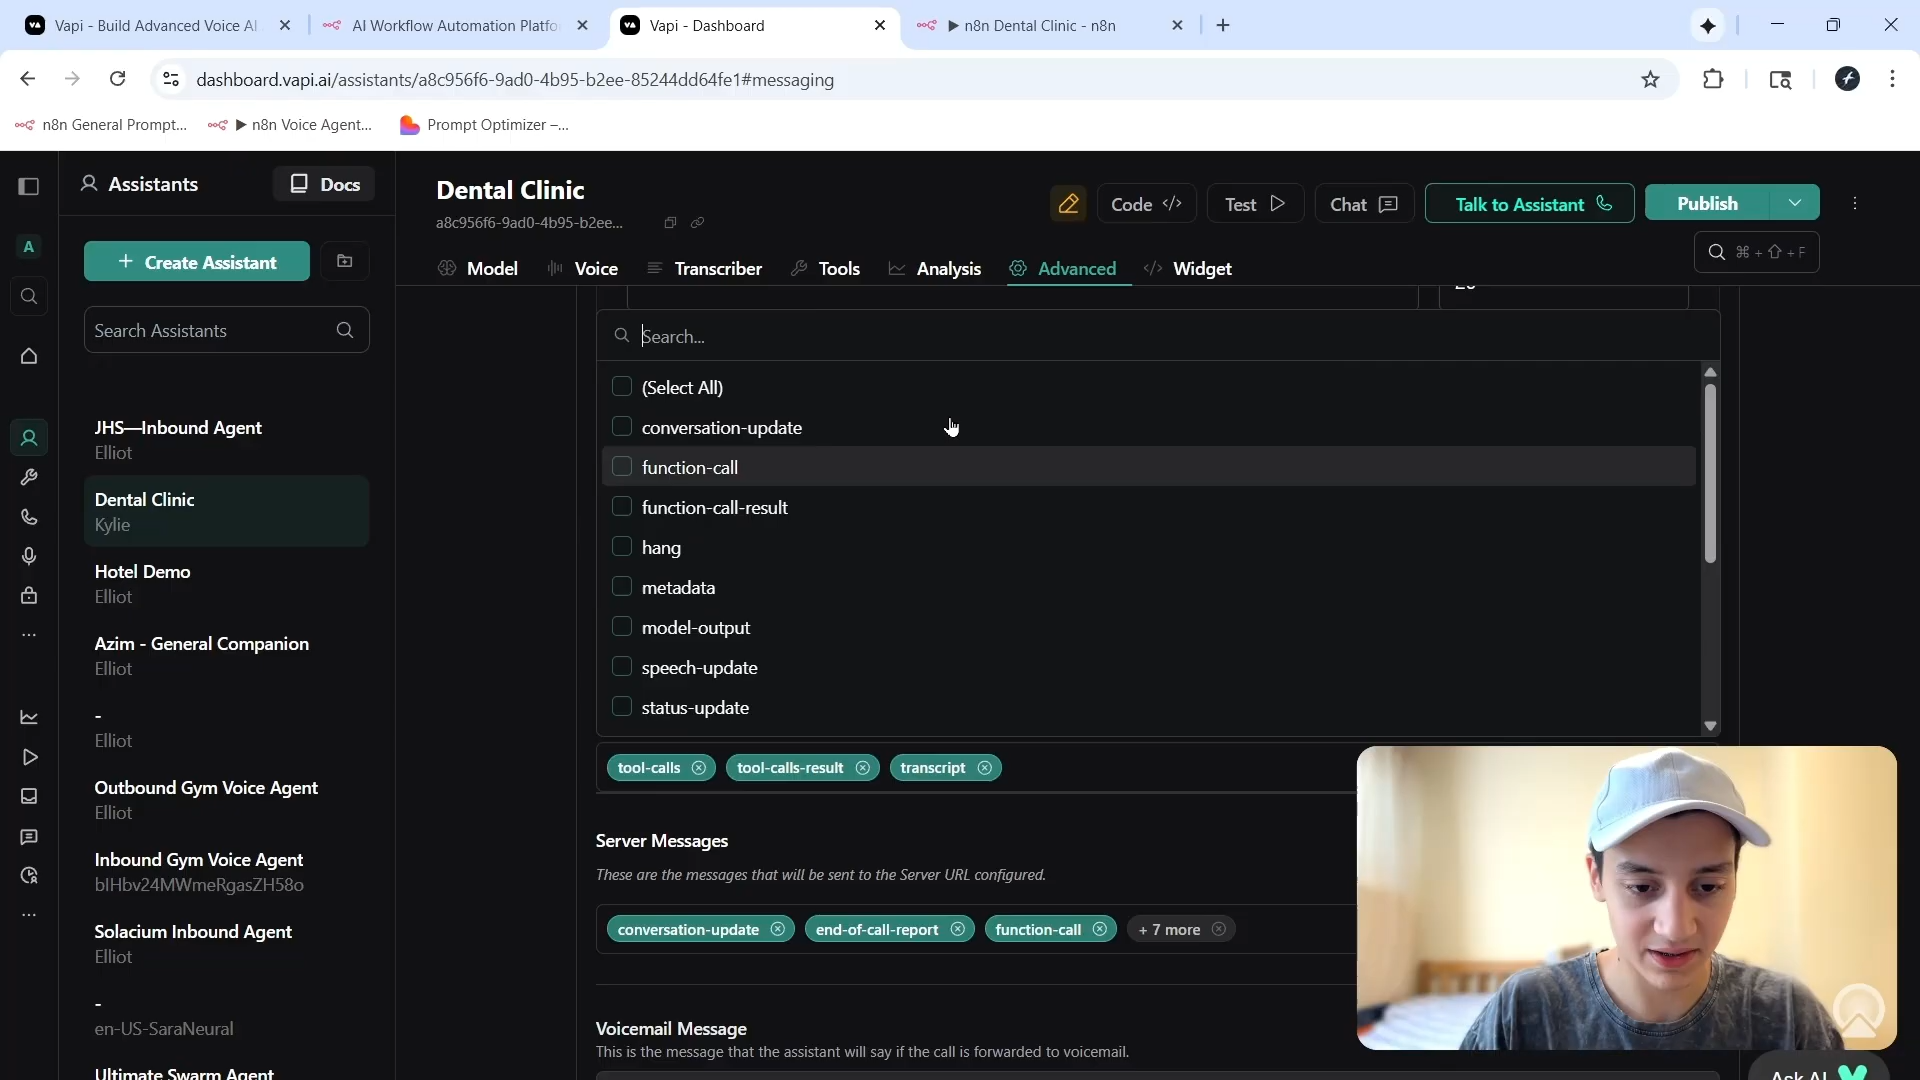 Vapi - Build Advanced Voice AI
AI Workflow Automation Platfo
Vapi - Dashboard
▶ n8n Dental Clinic - n8n
dashboard.vapi.ai/assistants/a8c956f6-9ad0-4b95-b2ee-85244dd64fe1#messaging
n8n General Prompt...
▶ n8n Voice Agent...
Prompt Optimizer –...
Assistants
Docs
Dental Clinic
a8c956f6-9ad0-4b95-b2ee...
Code </>
Test
Chat
Talk to Assistant
Publish
A
+ Create Assistant
Model
Voice
Transcriber
Tools
Analysis
Advanced
Widget
⌘ + ⇧ + F
Search Assistants
Search...
(Select All)
conversation-update
function-call
function-call-result
hang
metadata
model-output
speech-update
status-update
JHS—Inbound Agent
Elliot
Dental Clinic
Kylie
Hotel Demo
Elliot
Azim - General Companion
Elliot
-
Elliot
Outbound Gym Voice Agent
Elliot
Inbound Gym Voice Agent
bIHbv24MWmeRgasZH58o
Solacium Inbound Agent
Elliot
-
en-US-SaraNeural
Ultimate Swarm Agent
tool-calls
tool-calls-result
transcript
Server Messages
These are the messages that will be sent to the Server URL configured.
conversation-update
end-of-call-report
function-call
+ 7 more
Voicemail Message
This is the message that the assistant will say if the call is forwarded to voicemail.
Ask AI